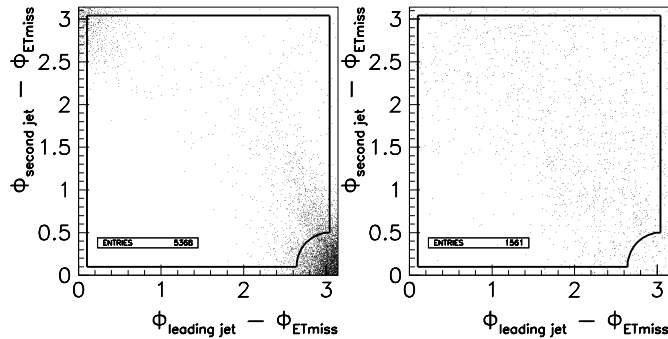 ϕsecond jet − ϕETmiss
3
2.5
2
1.5
1
0.5
0
ENTRIES 5368
0 1 2 3
ϕleading jet − ϕETmiss
ϕsecond jet − ϕETmiss
3
2.5
2
1.5
1
0.5
0
ENTRIES 1561
0 1 2 3
ϕleading jet − ϕETmiss